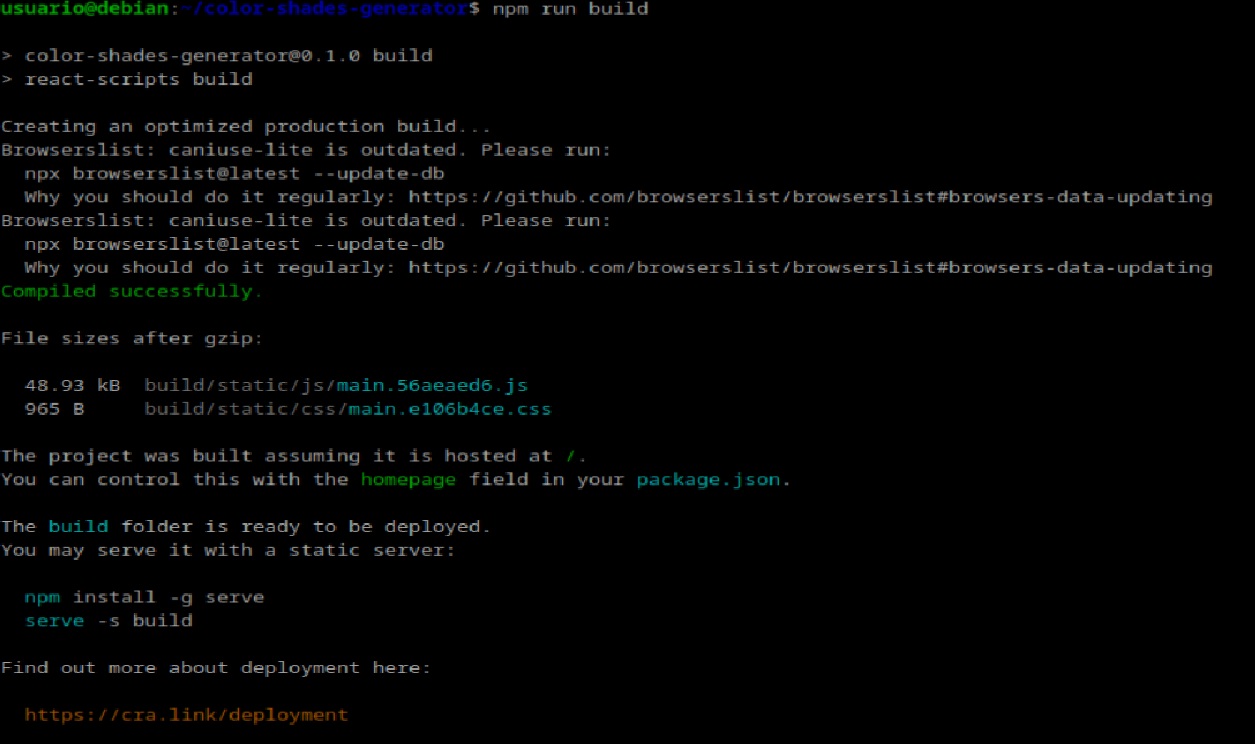 usuario@debian:~/color-shades-generator$ npm run build
> color-shades-generator@0.1.0 build
> react-scripts build
Creating an optimized production build...
Browserslist: caniuse-lite is outdated. Please run:
npx browserslist@latest --update-db
Why you should do it regularly: https://github.com/browserslist/browserslist#browsers-data-updating
Browserslist: caniuse-lite is outdated. Please run:
npx browserslist@latest --update-db
Why you should do it regularly: https://github.com/browserslist/browserslist#browsers-data-updating
Compiled successfully.
File sizes after gzip:
48.93 kB  build/static/js/main.56aeaed6.js
965 B     build/static/css/main.e106b4ce.css
The project was built assuming it is hosted at /.
You can control this with the homepage field in your package.json.
The build folder is ready to be deployed.
You may serve it with a static server:
npm install -g serve
serve -s build
Find out more about deployment here:
https://cra.link/deployment